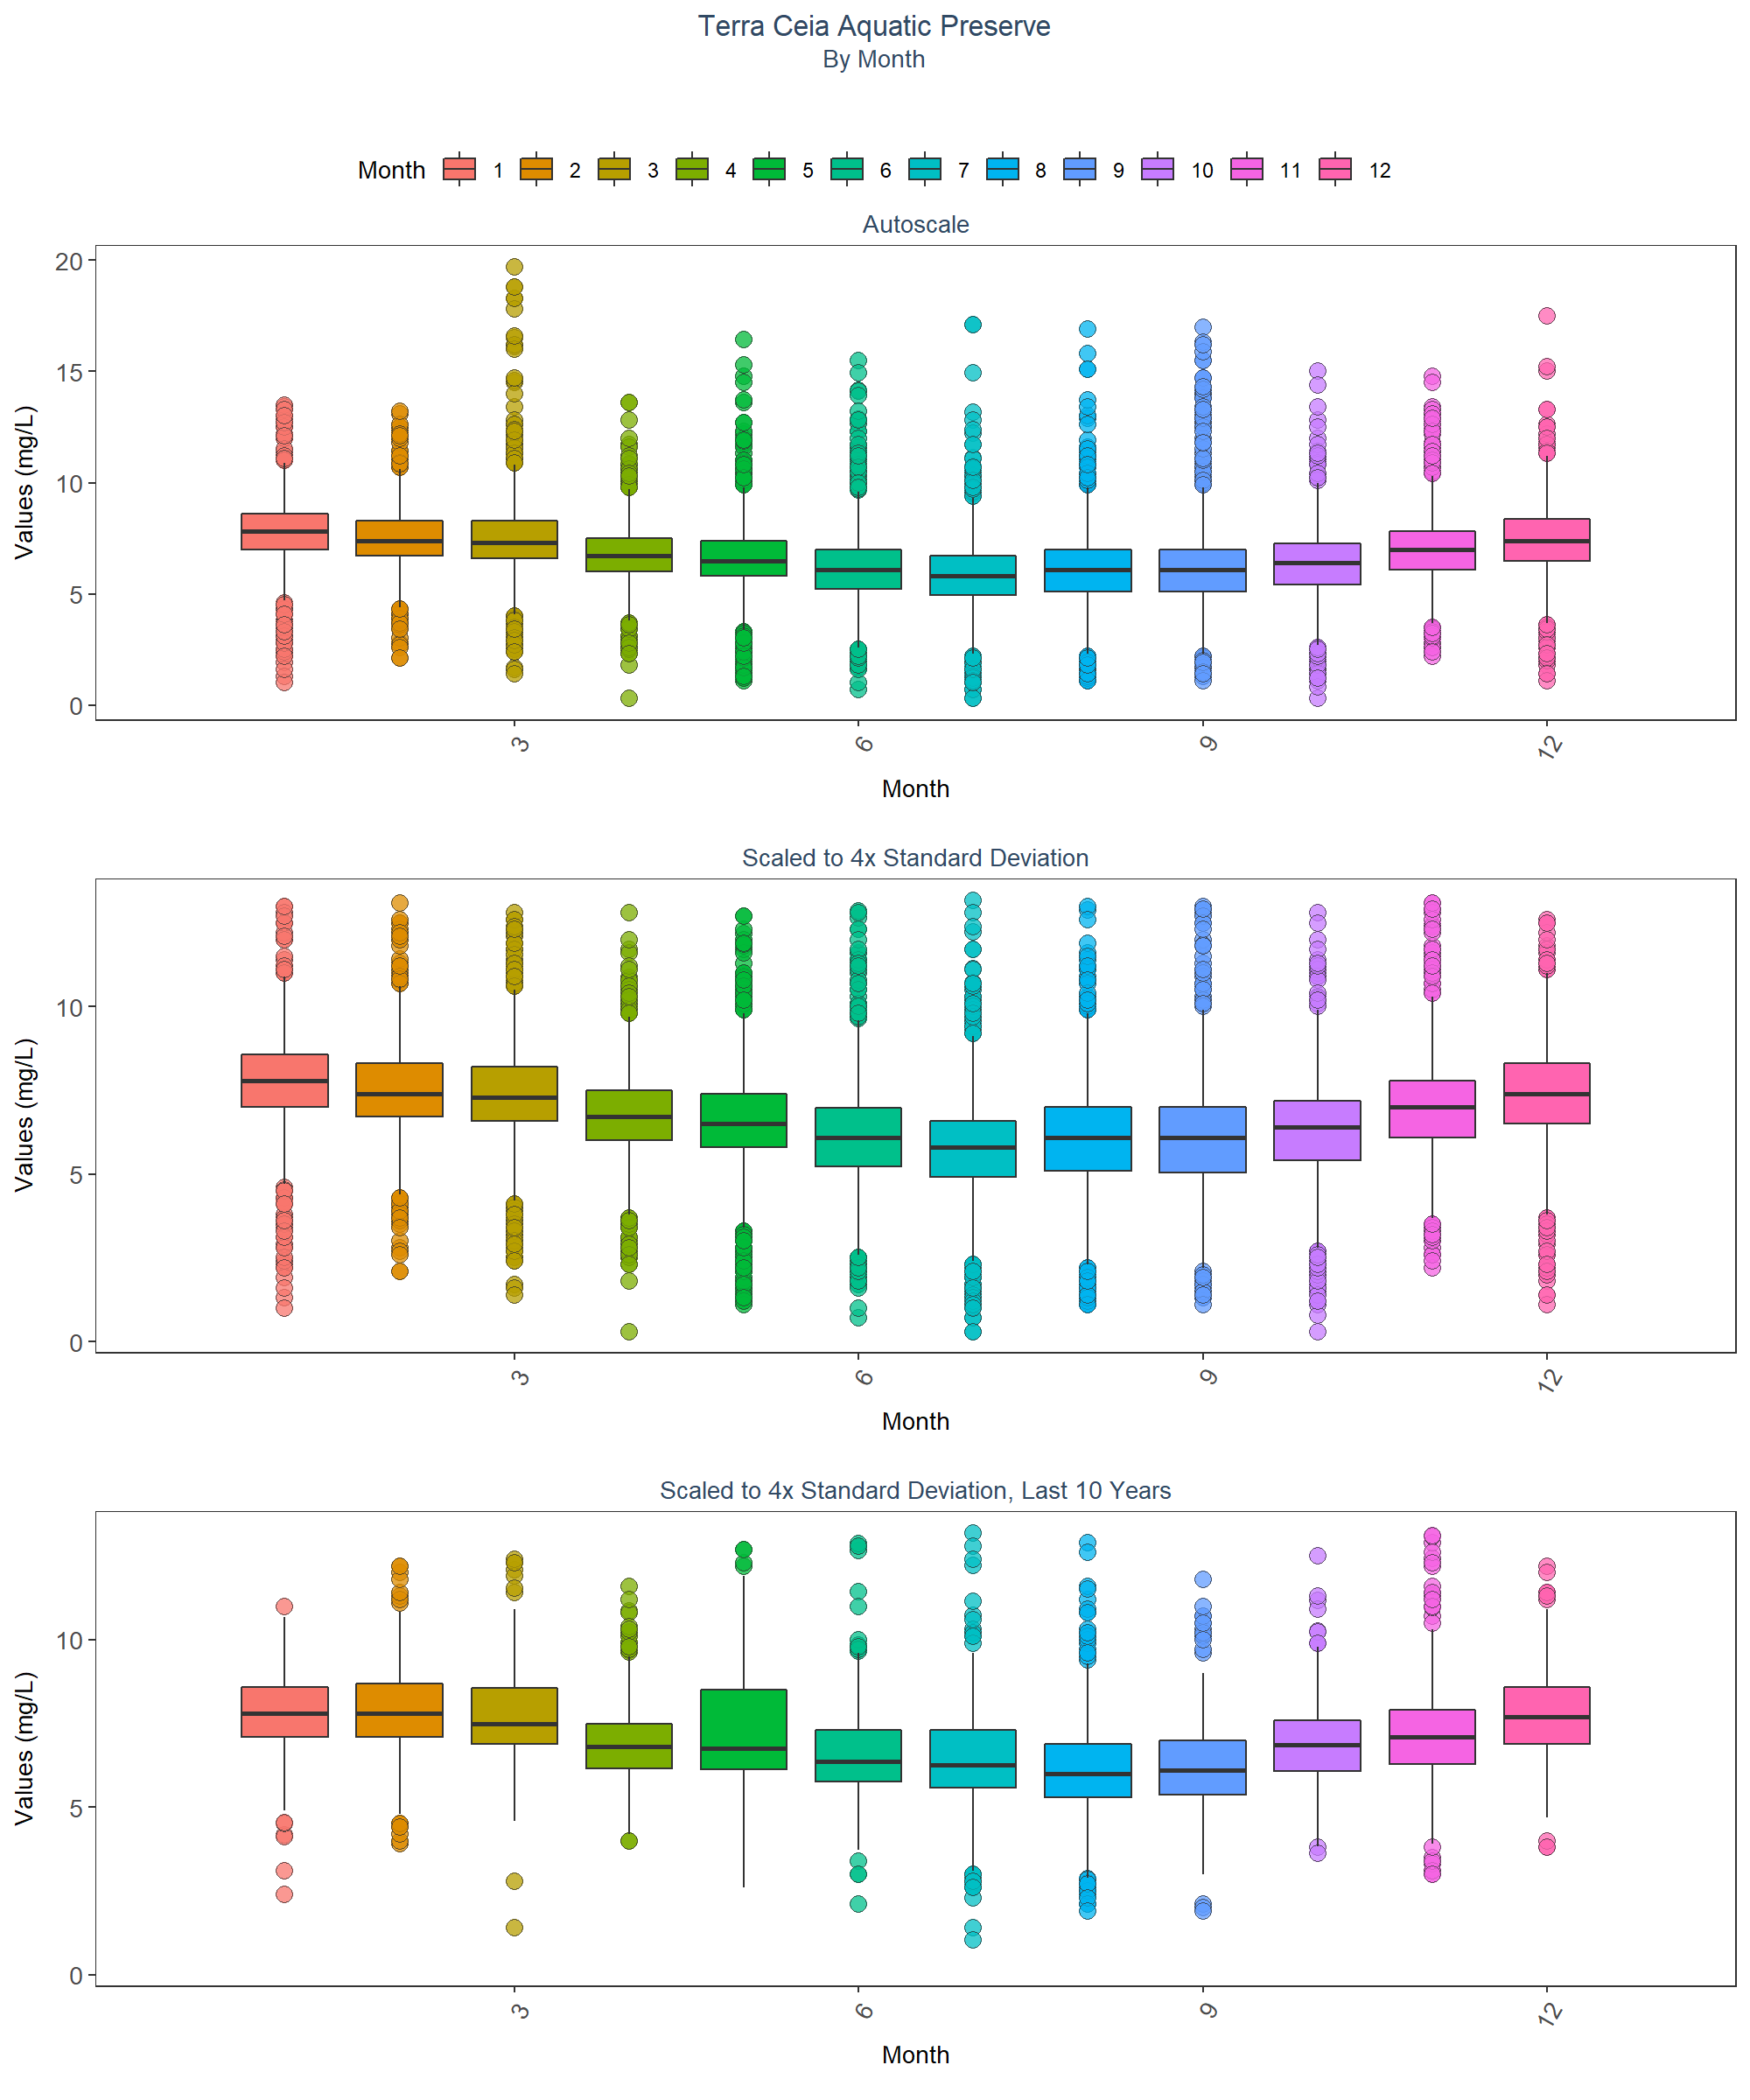 Terra Ceia Aquatic Preserve
By Month
Month 1 2 3 4 5 6 7 8 9 10 11 12
Autoscale
Values (mg/L)
20
15
10
5
0
3 6 9 12
Month
Scaled to 4x Standard Deviation
Values (mg/L)
10
5
0
3 6 9 12
Month
Scaled to 4x Standard Deviation, Last 10 Years
Values (mg/L)
10
5
0
3 6 9 12
Month